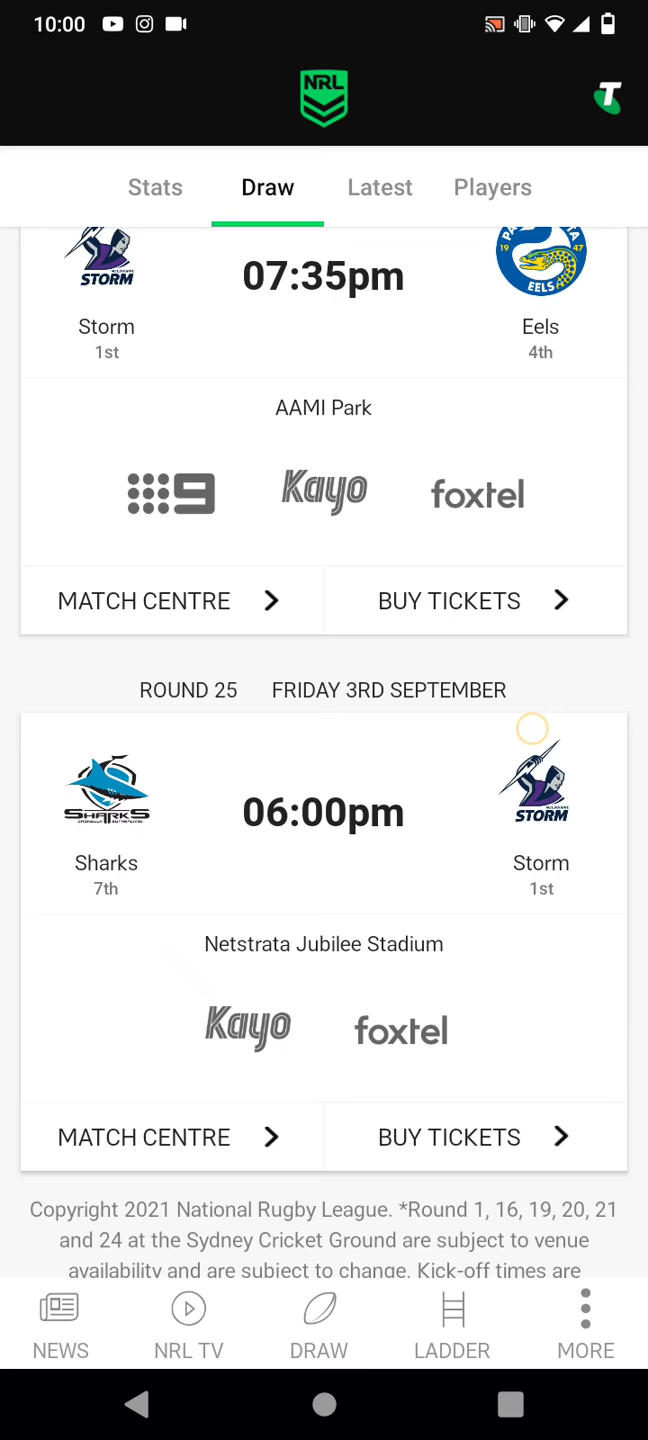 10:00
NRL
T
Stats Draw Latest Players
STORM
07:35pm
19 47
EELS
Storm
1st
Eels
4th
AAMI Park
9 Kayo foxtel
MATCH CENTRE BUY TICKETS
ROUND 25 FRIDAY 3RD SEPTEMBER
SHARKS
06:00pm
STORM
Sharks
7th
Storm
1st
Netstrata Jubilee Stadium
Kayo foxtel
MATCH CENTRE BUY TICKETS
Copyright 2021 National Rugby League. *Round 1, 16, 19, 20, 21
and 24 at the Sydney Cricket Ground are subject to venue
availability and are subject to change. Kick-off times are
NEWS NRL TV DRAW LADDER MORE